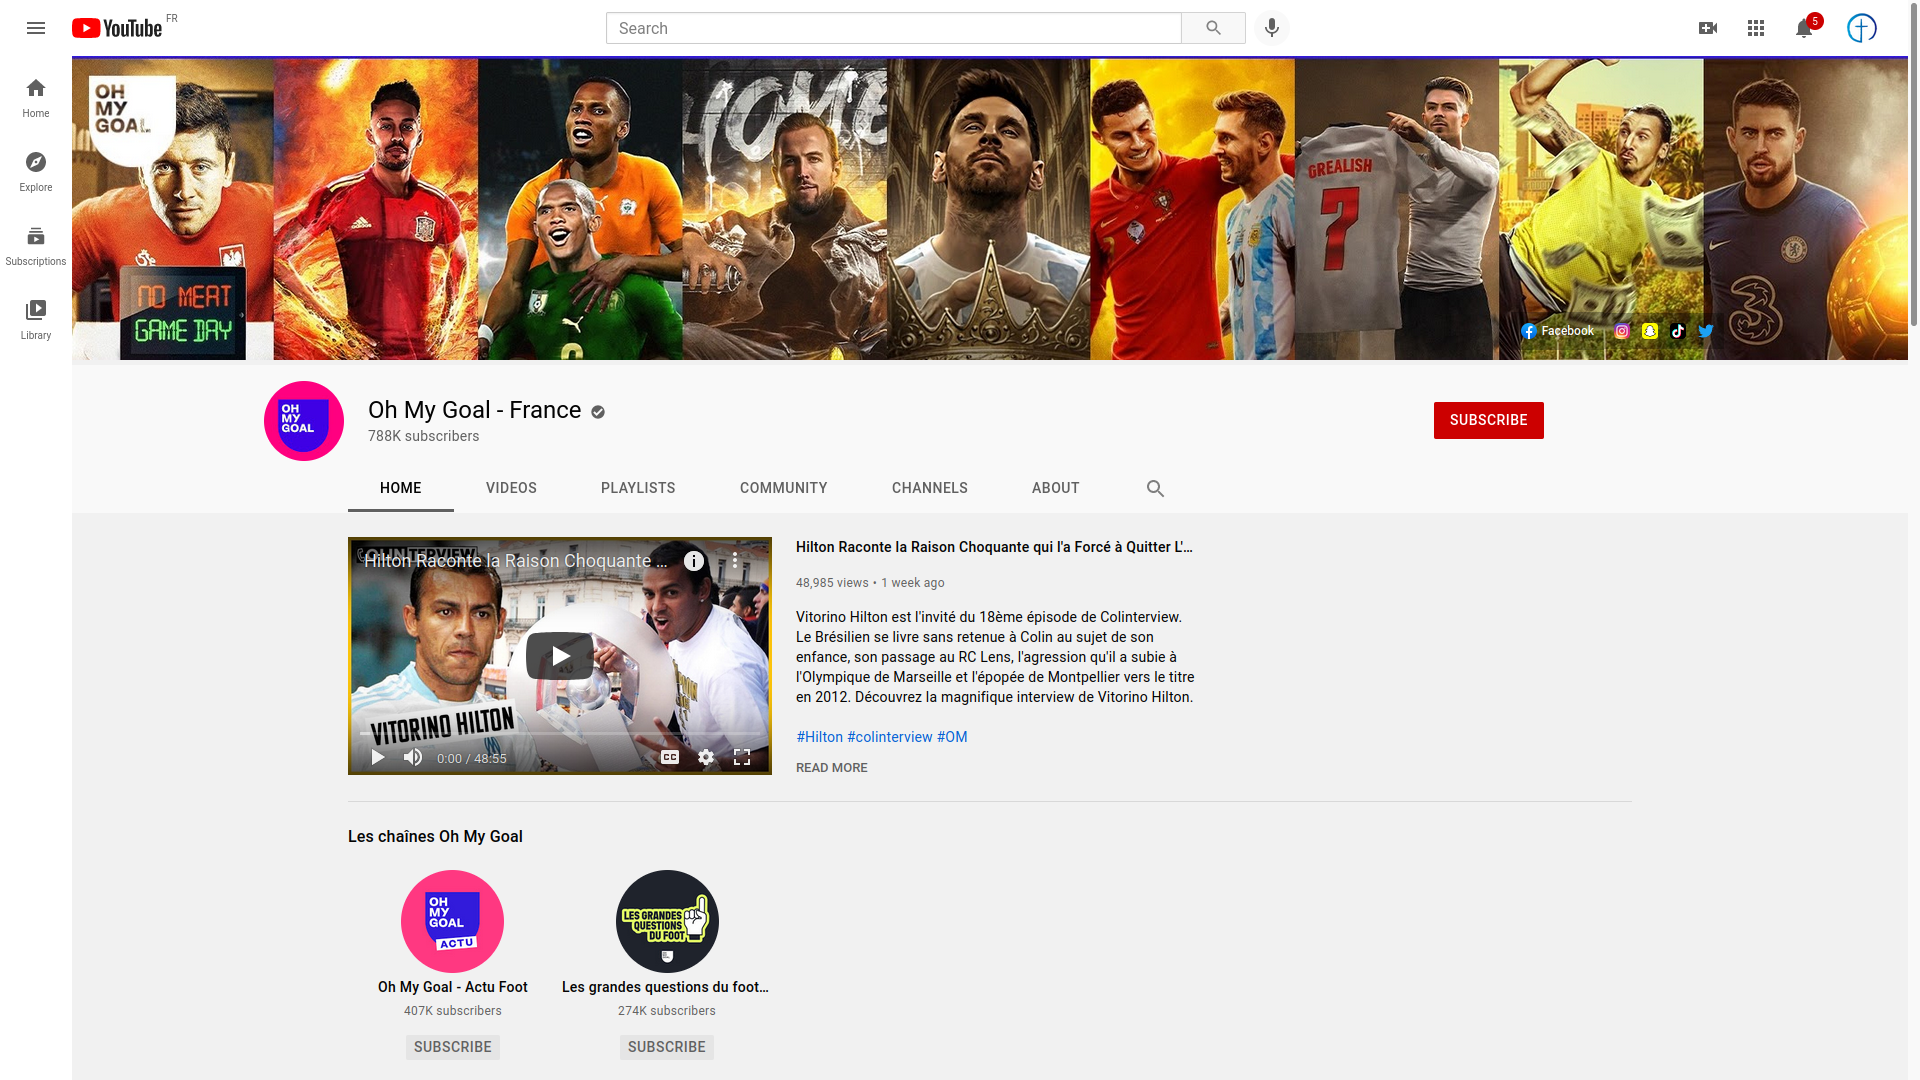 YouTube FR
Search
5
Home
Explore
Subscriptions
Library
OH
MY
GOAL
NO MEAT
GAME DAY
HOME
GREALISH
7
10
3
Facebook
OH
MY
GOAL
Oh My Goal - France
788K subscribers
SUBSCRIBE
HOME
VIDEOS
PLAYLISTS
COMMUNITY
CHANNELS
ABOUT
COLINTERVIEW
Hilton Raconte la Raison Choquante ...
VITORINO HILTON
0:00 / 48:55
CC
Hilton Raconte la Raison Choquante qui l'a Forcé à Quitter L'...
48,985 views • 1 week ago
Vitorino Hilton est l'invité du 18ème épisode de Colinterview.
Le Brésilien se livre sans retenue à Colin au sujet de son
enfance, son passage au RC Lens, l'agression qu'il a subie à
l'Olympique de Marseille et l'épopée de Montpellier vers le titre
en 2012. Découvrez la magnifique interview de Vitorino Hilton.
#Hilton #colinterview #OM
READ MORE
Les chaînes Oh My Goal
OH
MY
GOAL
ACTU
LES GRANDES
QUESTIONS
DU FOOT
Oh My Goal - Actu Foot
407K subscribers
SUBSCRIBE
Les grandes questions du foot...
274K subscribers
SUBSCRIBE